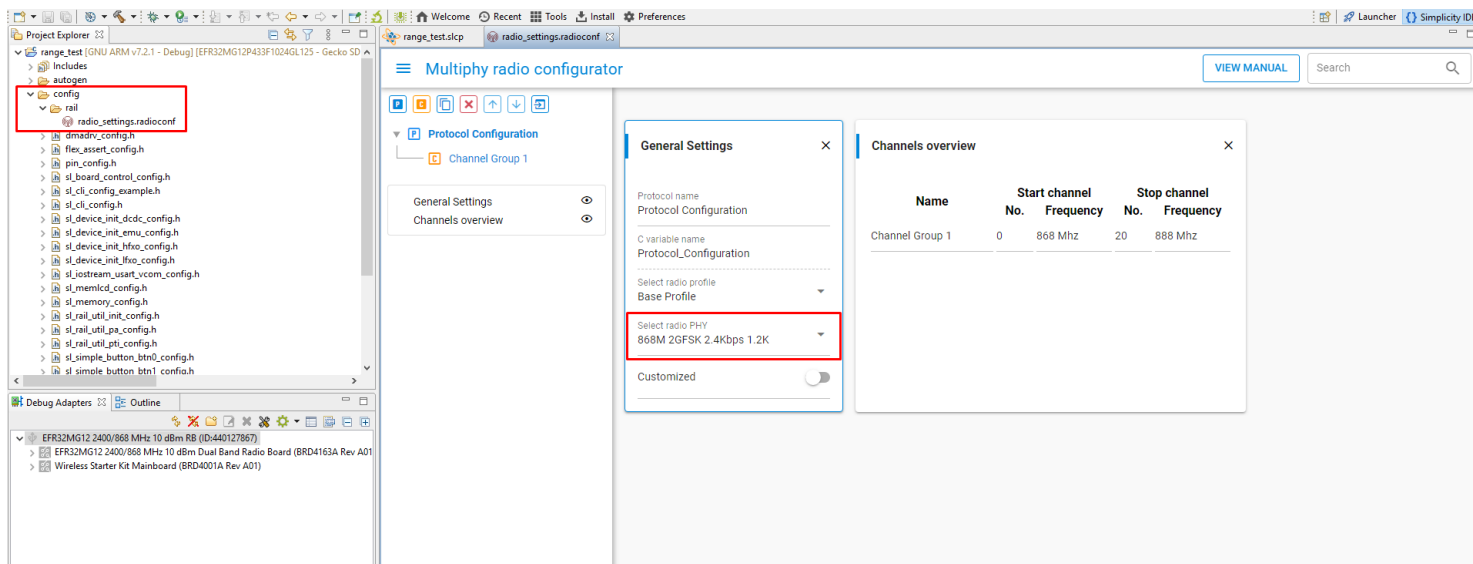 Welcome Recent Tools Install Preferences
Launcher {} Simplicity IDE
Project Explorer
range_test [GNU ARM v7.2.1 - Debug] [EFR32MG12P433F1024GL125 - Gecko SD
Includes
autogen
config
rail
radio_settings.radioconf
dmadrv_config.h
flex_assert_config.h
pin_config.h
sl_board_control_config.h
sl_cli_config_example.h
sl_cli_config.h
sl_device_init_dcdc_config.h
sl_device_init_emu_config.h
sl_device_init_hfxo_config.h
sl_device_init_lfxo_config.h
sl_iostream_usart_vcom_config.h
sl_memlcd_config.h
sl_memory_config.h
sl_rail_util_init_config.h
sl_rail_util_pa_config.h
sl_rail_util_pti_config.h
sl_simple_button_btn0_config.h
sl_simple_button_btn1_config.h
Debug Adapters Outline
EFR32MG12 2400/868 MHz 10 dBm RB (ID:440127867)
EFR32MG12 2400/868 MHz 10 dBm Dual Band Radio Board (BRD4163A Rev A01
Wireless Starter Kit Mainboard (BRD4001A Rev A01)
range_test.slcp radio_settings.radioconf
Multiphy radio configurator
VIEW MANUAL
Search
P C
P Protocol Configuration
C Channel Group 1
General Settings
Channels overview
General Settings
Protocol name
Protocol Configuration
C variable name
Protocol_Configuration
Select radio profile
Base Profile
Select radio PHY
868M 2GFSK 2.4Kbps 1.2K
Customized
Channels overview
Start channel Stop channel
Name
No. Frequency No. Frequency
Channel Group 1 0 868 Mhz 20 888 Mhz